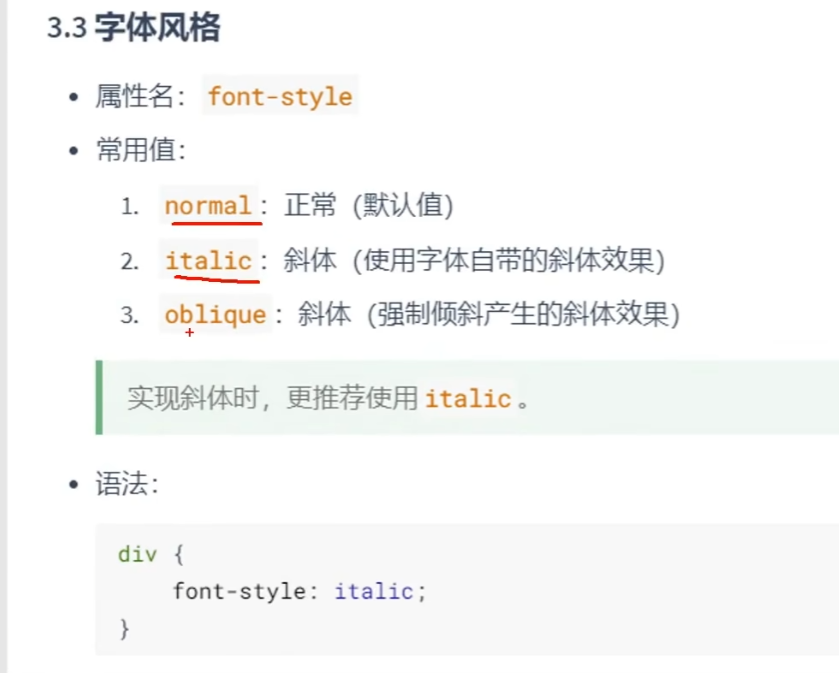 3.3 字体风格
• 属性名： font-style
• 常用值：
1. normal：正常（默认值）
2. italic：斜体（使用字体自带的斜体效果）
3. oblique：斜体（强制倾斜产生的斜体效果）
实现斜体时，更推荐使用 italic 。
• 语法：
div {
    font-style: italic;
}